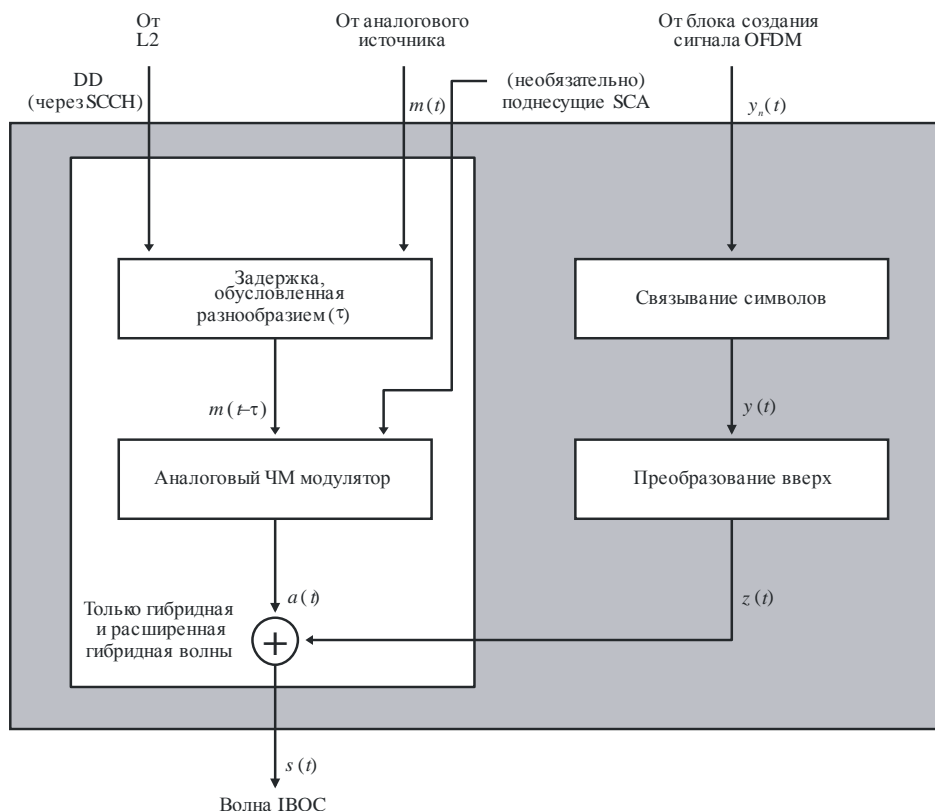 От
L2
От аналогового
источника
От блока создания
сигнала OFDM
DD
(через SCCH)
m(t)
(необязательно)
поднесущие SCA
yn(t)
Задержка,
обусловленная
разнообразием (τ)
Связывание символов
m(t–τ)
y(t)
Аналоговый ЧМ модулятор
Преобразование вверх
a(t)
z(t)
Только гибридная
и расширенная
гибридная волны
+
s(t)
Волна IBOC